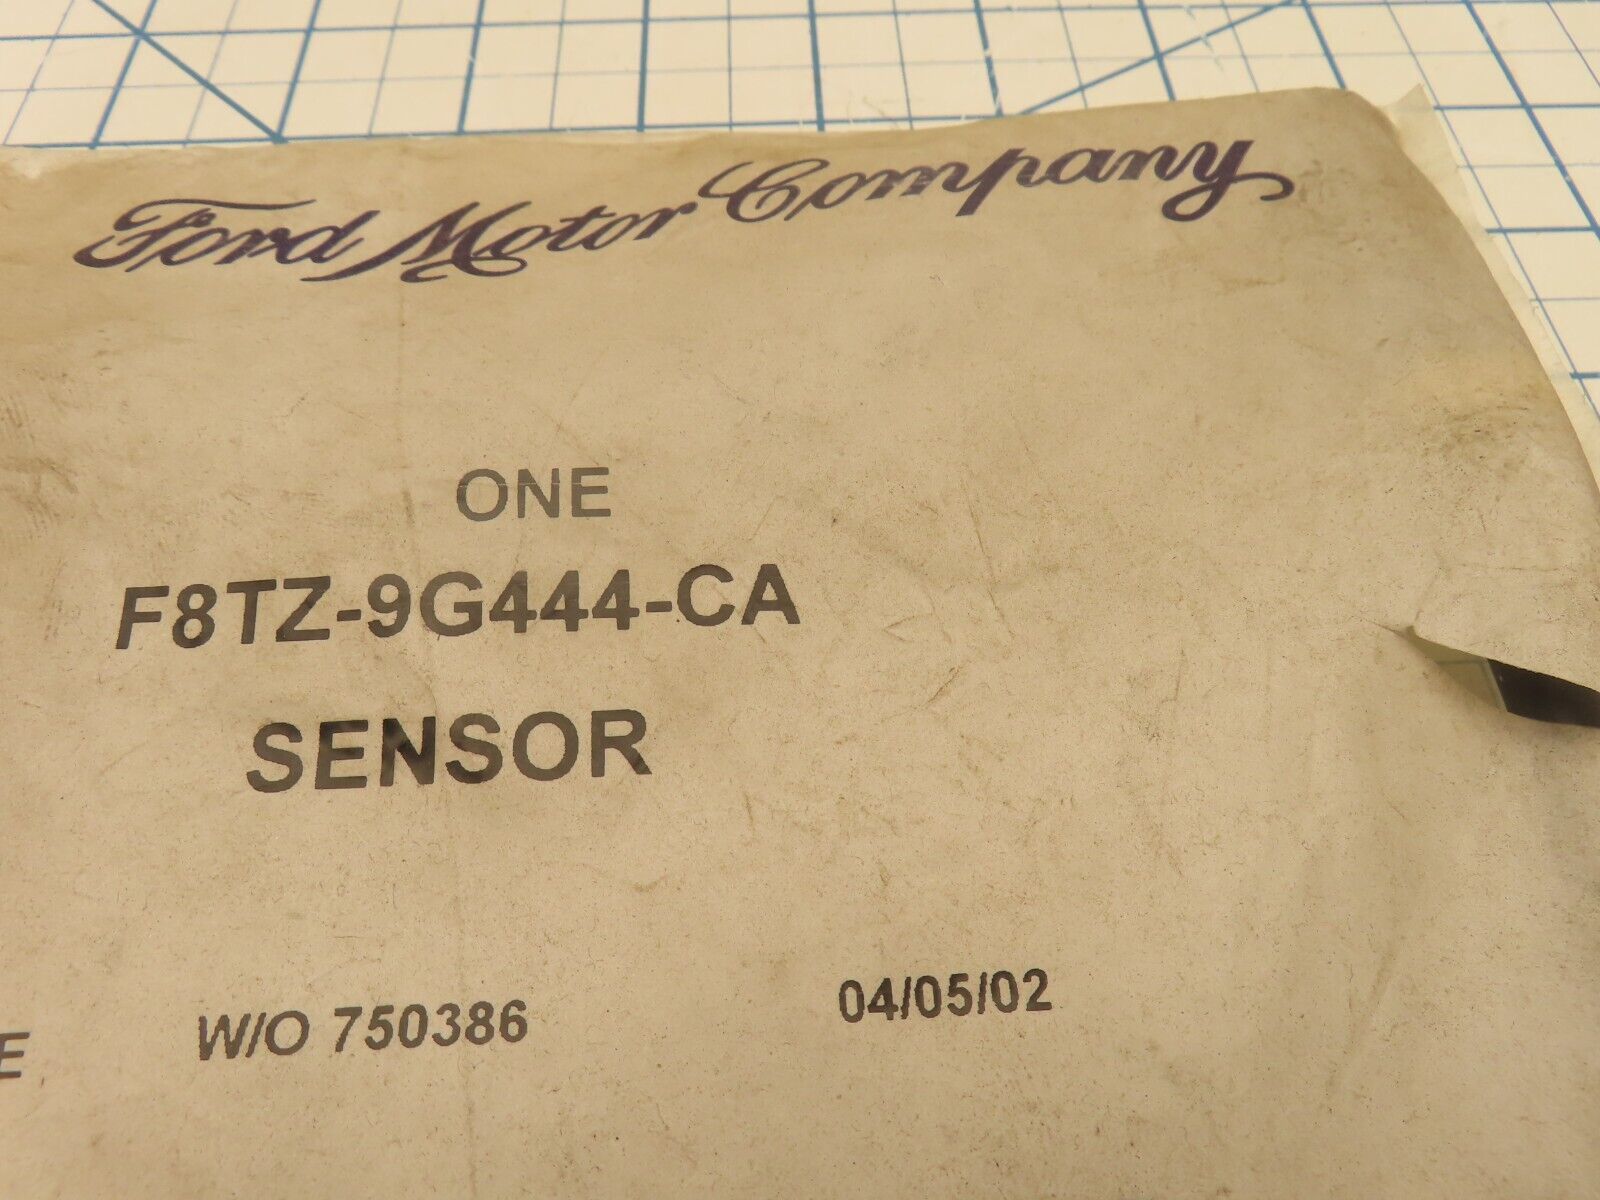 Ford Motor Company
ONE
F8TZ-9G444-CA
SENSOR
E W/O 750386 04/05/02